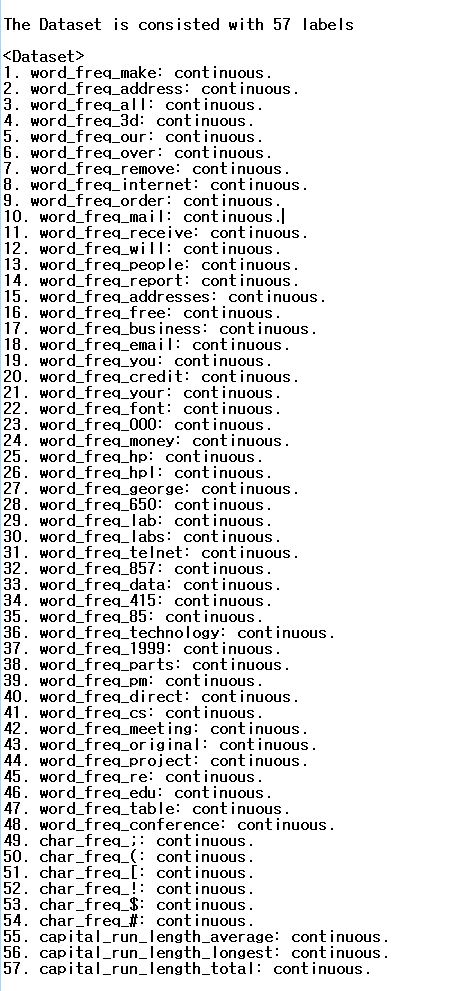 The Dataset is consisted with 57 labels
<Dataset>
1. word_freq_make: continuous.
2. word_freq_address: continuous.
3. word_freq_all: continuous.
4. word_freq_3d: continuous.
5. word_freq_our: continuous.
6. word_freq_over: continuous.
7. word_freq_remove: continuous.
8. word_freq_internet: continuous.
9. word_freq_order: continuous.
10. word_freq_mail: continuous.
11. word_freq_receive: continuous.
12. word_freq_will: continuous.
13. word_freq_people: continuous.
14. word_freq_report: continuous.
15. word_freq_addresses: continuous.
16. word_freq_free: continuous.
17. word_freq_business: continuous.
18. word_freq_email: continuous.
19. word_freq_you: continuous.
20. word_freq_credit: continuous.
21. word_freq_your: continuous.
22. word_freq_font: continuous.
23. word_freq_000: continuous.
24. word_freq_money: continuous.
25. word_freq_hp: continuous.
26. word_freq_hpl: continuous.
27. word_freq_george: continuous.
28. word_freq_650: continuous.
29. word_freq_lab: continuous.
30. word_freq_labs: continuous.
31. word_freq_telnet: continuous.
32. word_freq_857: continuous.
33. word_freq_data: continuous.
34. word_freq_415: continuous.
35. word_freq_85: continuous.
36. word_freq_technology: continuous.
37. word_freq_1999: continuous.
38. word_freq_parts: continuous.
39. word_freq_pm: continuous.
40. word_freq_direct: continuous.
41. word_freq_cs: continuous.
42. word_freq_meeting: continuous.
43. word_freq_original: continuous.
44. word_freq_project: continuous.
45. word_freq_re: continuous.
46. word_freq_edu: continuous.
47. word_freq_table: continuous.
48. word_freq_conference: continuous.
49. char_freq_;: continuous.
50. char_freq_(: continuous.
51. char_freq_[: continuous.
52. char_freq_!: continuous.
53. char_freq_$: continuous.
54. char_freq_#: continuous.
55. capital_run_length_average: continuous.
56. capital_run_length_longest: continuous.
57. capital_run_length_total: continuous.